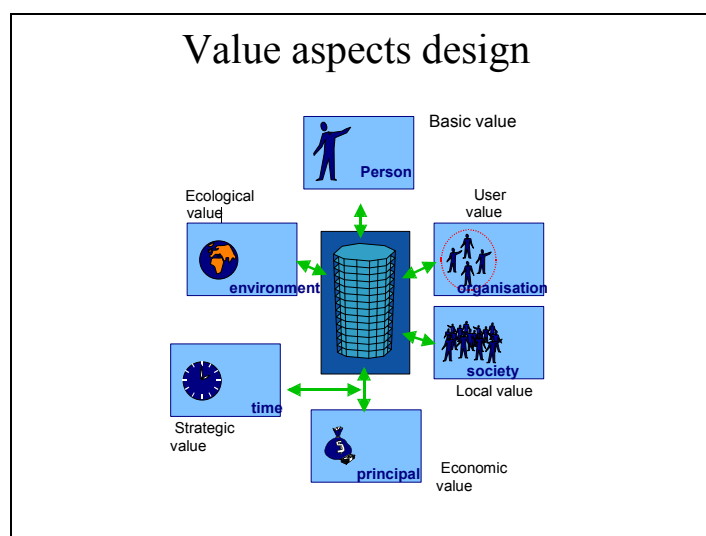 Value aspects design
Basic value
Person
Ecological
value
User
value
environment
organisation
society
Local value
time
Strategic
value
$
principal
Economic
value